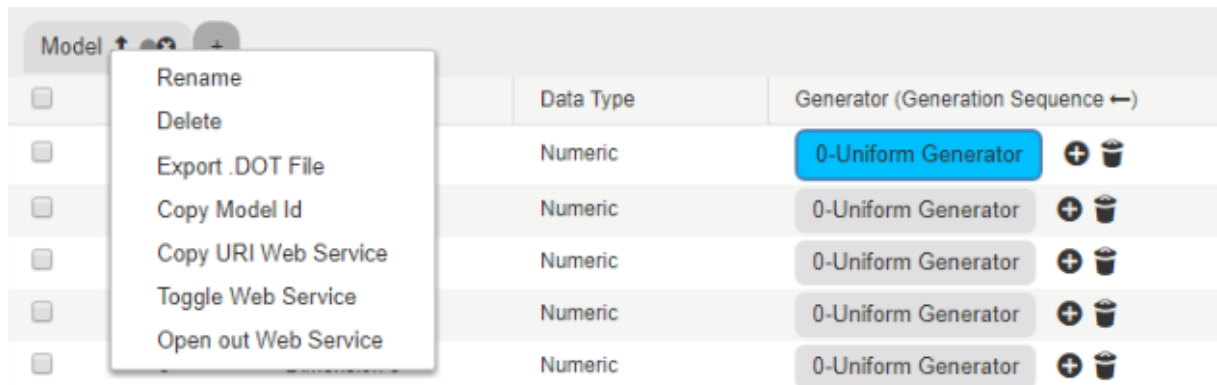 Model +
Rename
Delete
Export .DOT File
Copy Model Id
Copy URI Web Service
Toggle Web Service
Open out Web Service
Data Type Generator (Generation Sequence ←)
Numeric 0-Uniform Generator
Numeric 0-Uniform Generator
Numeric 0-Uniform Generator
Numeric 0-Uniform Generator
Numeric 0-Uniform Generator